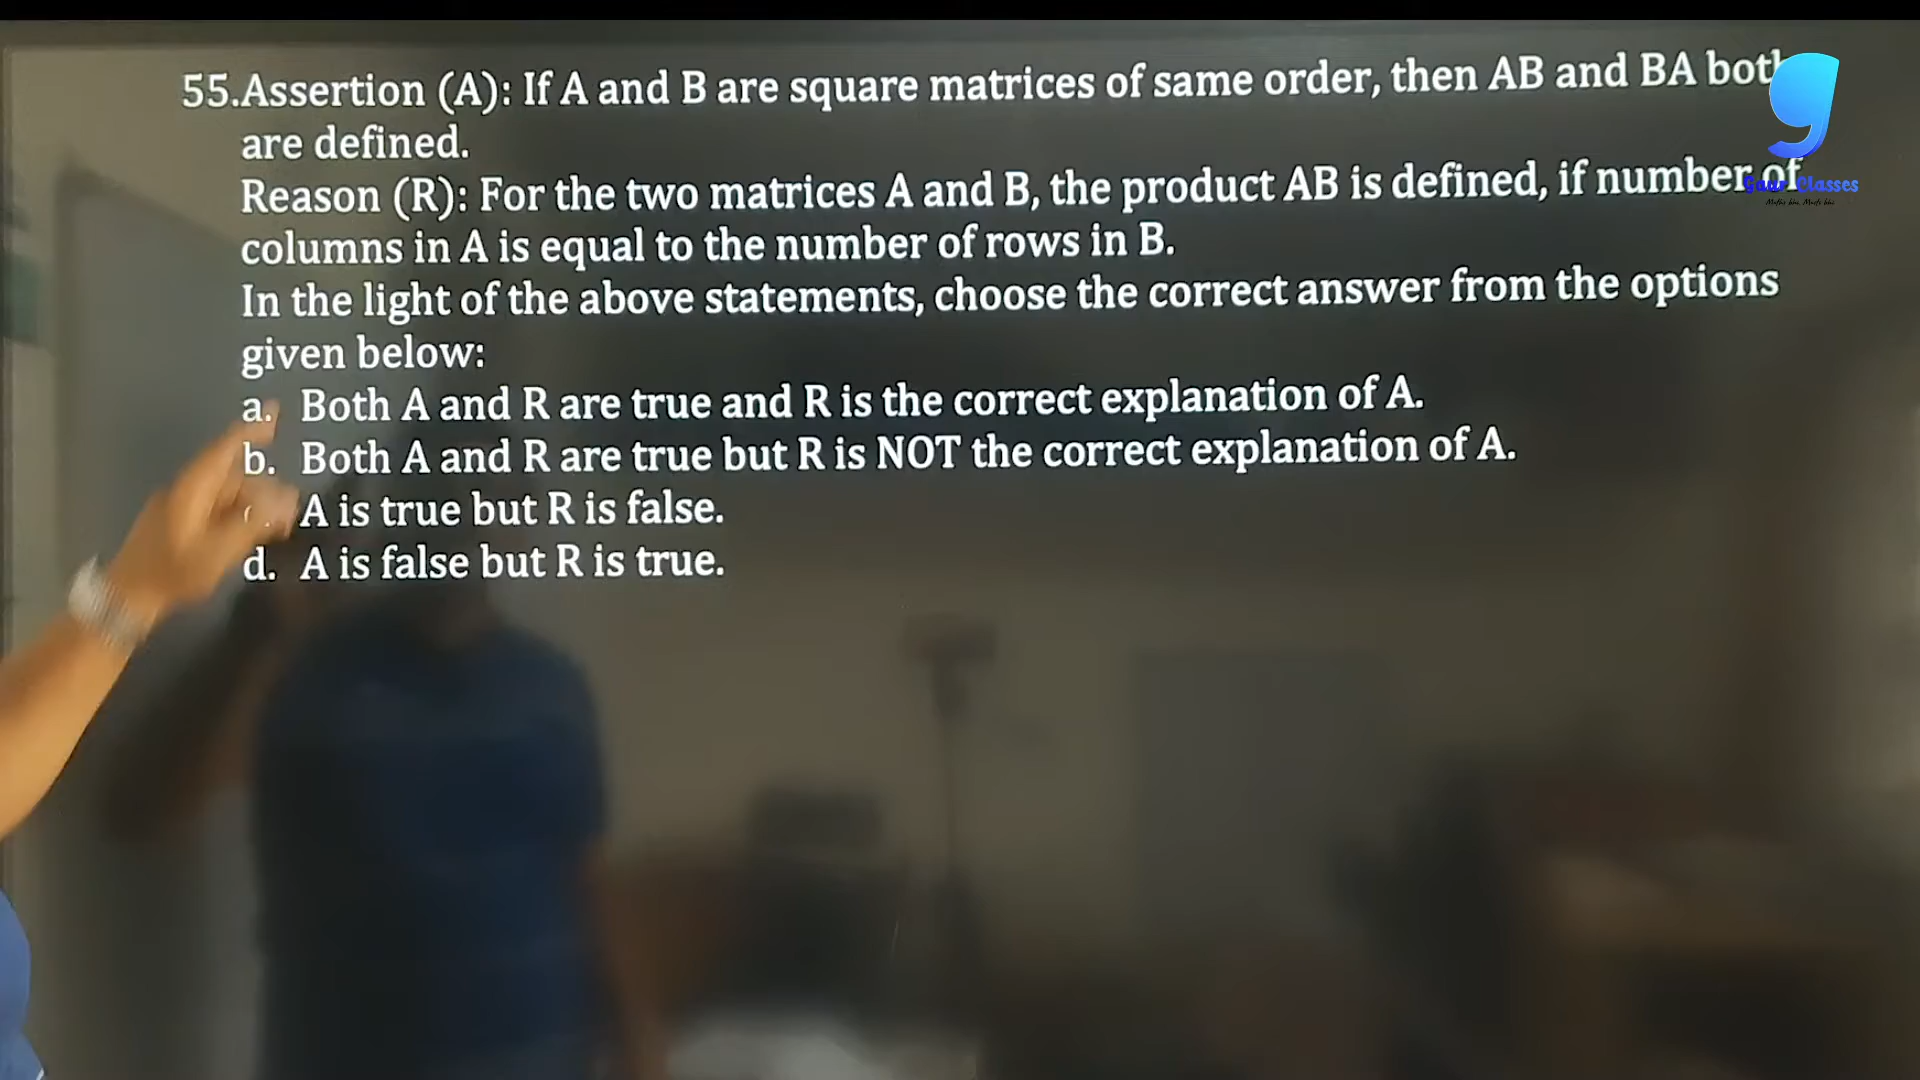 55.Assertion (A): If A and B are square matrices of same order, then AB and BA both
are defined.
Reason (R): For the two matrices A and B, the product AB is defined, if number of
columns in A is equal to the number of rows in B.
In the light of the above statements, choose the correct answer from the options
given below:
a. Both A and R are true and R is the correct explanation of A.
b. Both A and R are true but R is NOT the correct explanation of A.
A is true but R is false.
d. A is false but R is true.
g
Gaur Classes